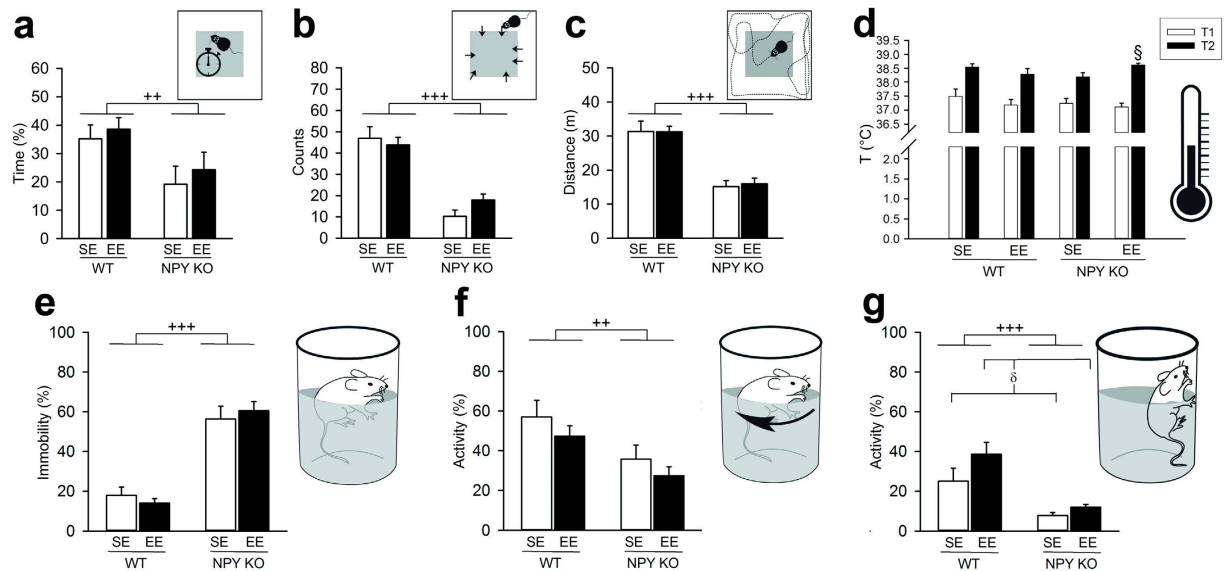 a
Time (%)
60
50
40
30
20
10
0
++
SE EE SE EE
WT NPY KO
b
Counts
80
70
60
50
40
30
20
10
0
+++
SE EE SE EE
WT NPY KO
c
Distance (m)
50
40
30
20
10
0
+++
SE EE SE EE
WT NPY KO
d
T (°C)
39.5
39.0
38.5
38.0
37.5
37.0
36.5
2.0
1.5
1.0
0.5
0.0
§
T1
T2
SE EE SE EE
WT NPY KO
e
Immobility (%)
100
80
60
40
20
0
+++
SE EE SE EE
WT NPY KO
f
Activity (%)
100
80
60
40
20
0
++
SE EE SE EE
WT NPY KO
g
Activity (%)
100
80
60
40
20
0
+++
δ
SE EE SE EE
WT NPY KO